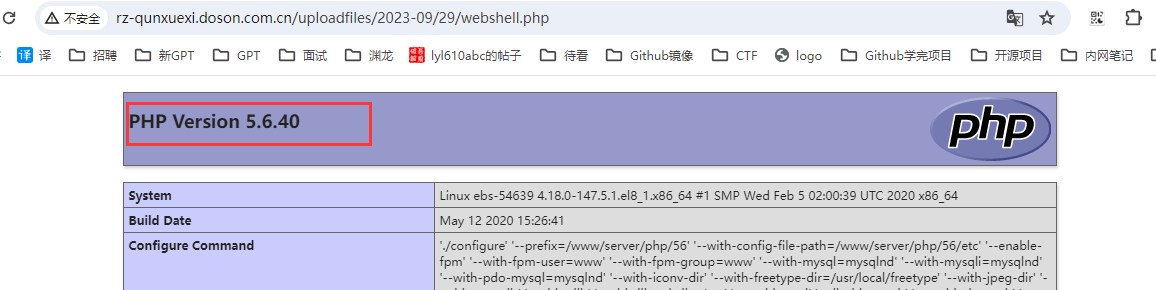 不安全 rz-qunxuexi.doson.com.cn/uploadfiles/2023-09/29/webshell.php
译 译 招聘 新GPT GPT 面试 渊龙 lyl610abc的帖子 待看 Github镜像 CTF logo Github学完项目 开源项目 内网笔记
PHP Version 5.6.40
php
System Linux ebs-54639 4.18.0-147.5.1.el8_1.x86_64 #1 SMP Wed Feb 5 02:00:39 UTC 2020 x86_64
Build Date May 12 2020 15:26:41
Configure Command './configure' '--prefix=/www/server/php/56' '--with-config-file-path=/www/server/php/56/etc' '--enable-
fpm' '--with-fpm-user=www' '--with-fpm-group=www' '--with-mysql=mysqlnd' '--with-mysqli=mysqlnd'
'--with-pdo-mysql=mysqlnd' '--with-iconv-dir' '--with-freetype-dir=/usr/local/freetype' '--with-jpeg-dir' '-